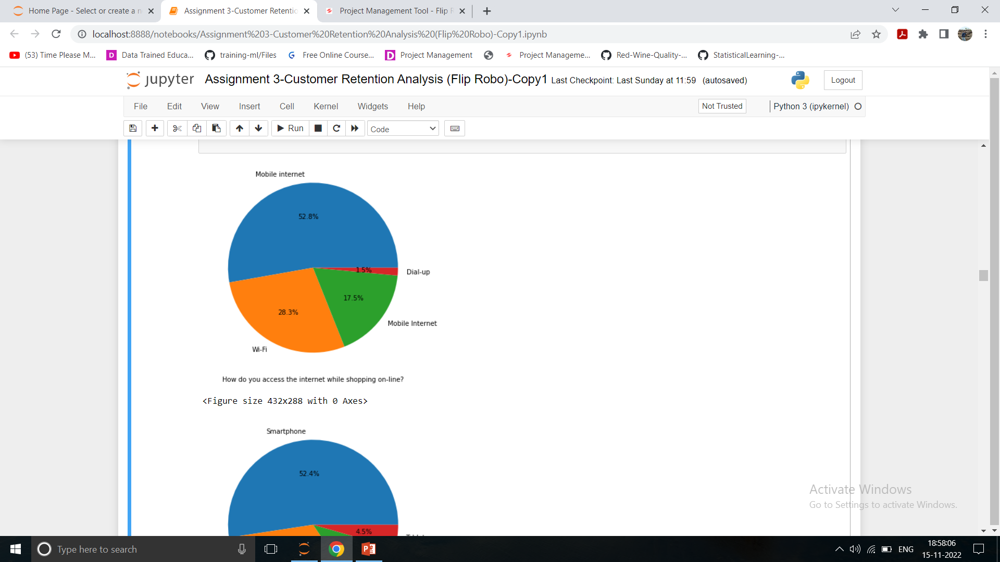 Home Page - Select or create a n
Assignment 3-Customer Retentio
Project Management Tool - Flip R
localhost:8888/notebooks/Assignment%203-Customer%20Retention%20Analysis%20(Flip%20Robo)-Copy1.ipynb
(53) Time Please M...
Data Trained Educa...
training-ml/Files
Free Online Course...
Project Management
Project Manageme...
Red-Wine-Quality-...
StatisticalLearning-...
jupyter Assignment 3-Customer Retention Analysis (Flip Robo)-Copy1 Last Checkpoint: Last Sunday at 11:59 (autosaved)
Logout
File Edit View Insert Cell Kernel Widgets Help
Not Trusted
Python 3 (ipykernel)
Run
Code
Mobile internet
52.8%
1.5%
Dial-up
17.5%
28.3%
Mobile Internet
Wi-Fi
How do you access the internet while shopping on-line?
<Figure size 432x288 with 0 Axes>
Smartphone
52.4%
4.5%
Activate Windows
Go to Settings to activate Windows.
Type here to search
ENG
18:58:06
15-11-2022